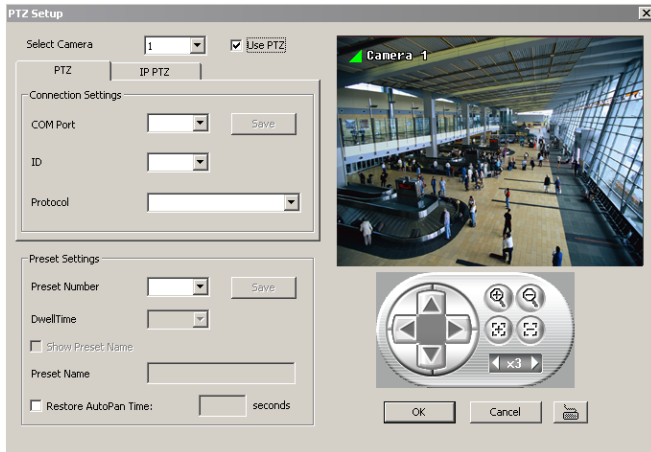 PTZ Setup
Select Camera 1 Use PTZ
PTZ IP PTZ
Connection Settings
COM Port Save
ID
Protocol
Preset Settings
Preset Number Save
DwellTime
Show Preset Name
Preset Name
Restore AutoPan Time: seconds
Camera 1
x3
OK Cancel